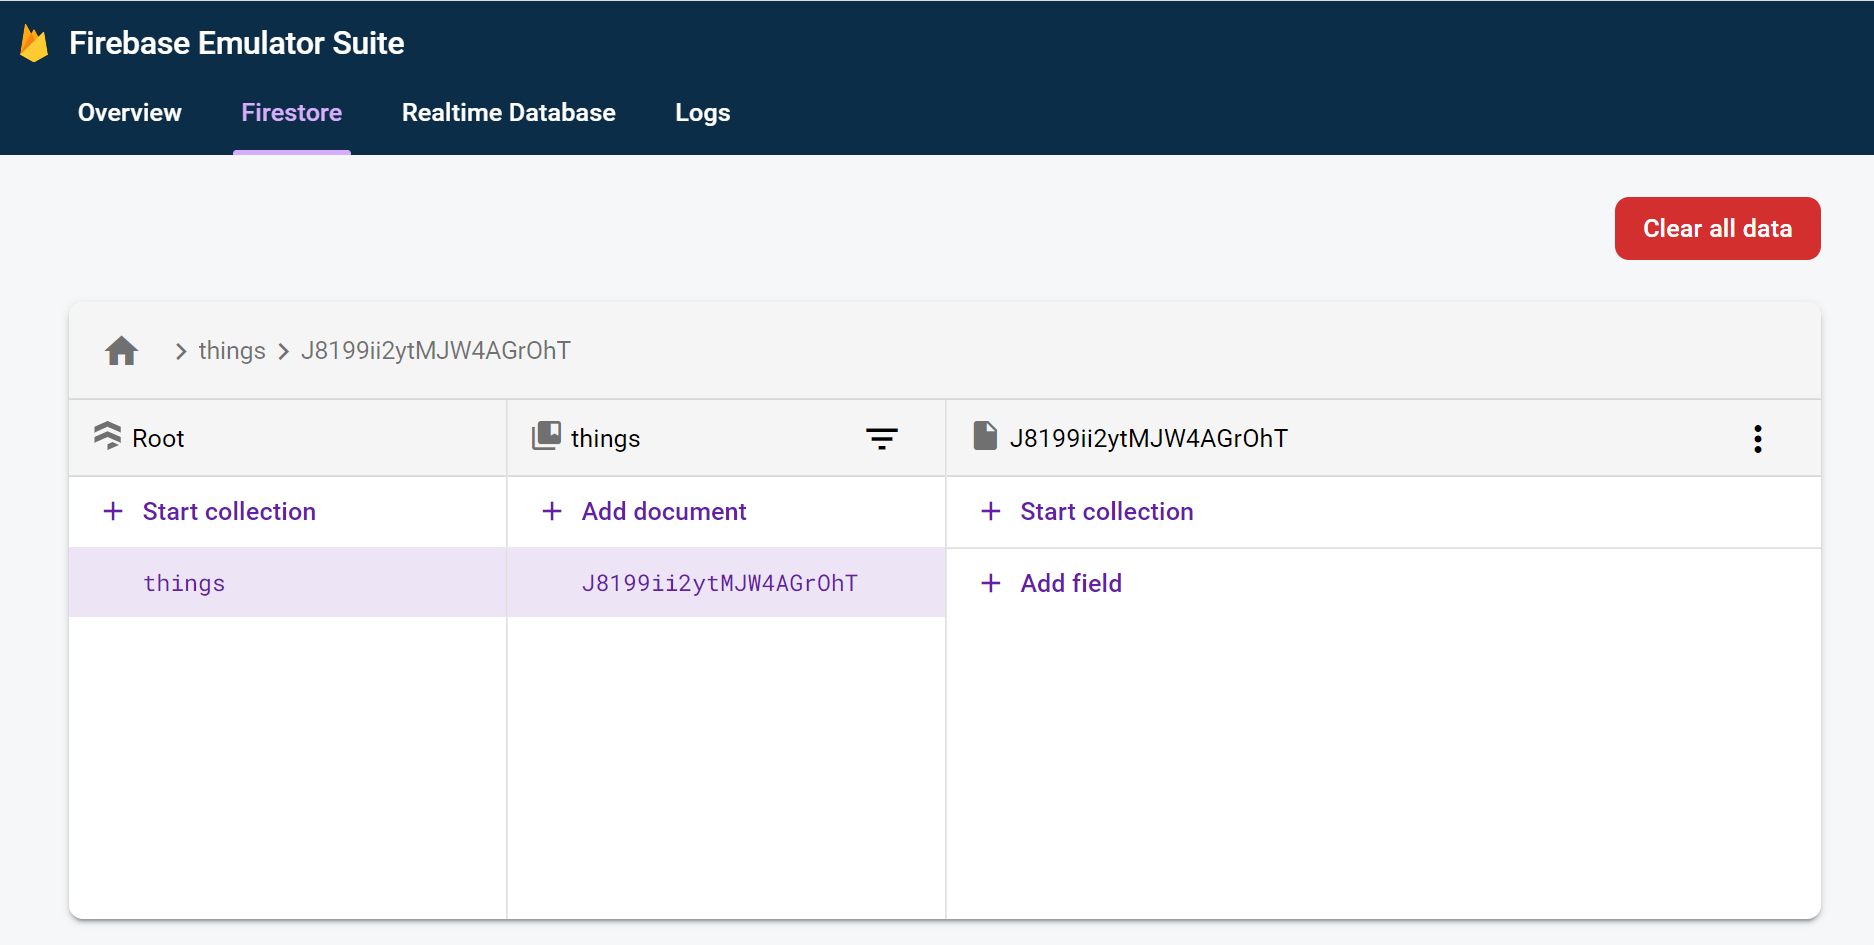 Firebase Emulator Suite
Overview Firestore Realtime Database Logs
Clear all data
things J8199ii2ytMJW4AGrOhT
Root things J8199ii2ytMJW4AGrOhT
Start collection Add document Start collection
things J8199ii2ytMJW4AGrOhT Add field